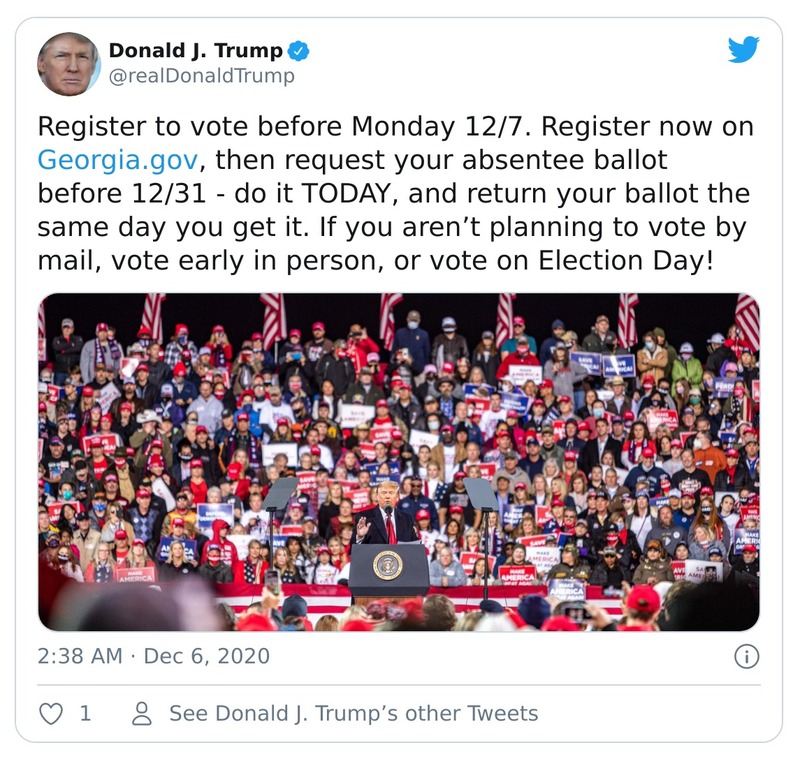 Donald J. Trump
@realDonaldTrump
Register to vote before Monday 12/7. Register now on
Georgia.gov, then request your absentee ballot
before 12/31 - do it TODAY, and return your ballot the
same day you get it. If you aren’t planning to vote by
mail, vote early in person, or vote on Election Day!
2:38 AM · Dec 6, 2020
1
See Donald J. Trump’s other Tweets